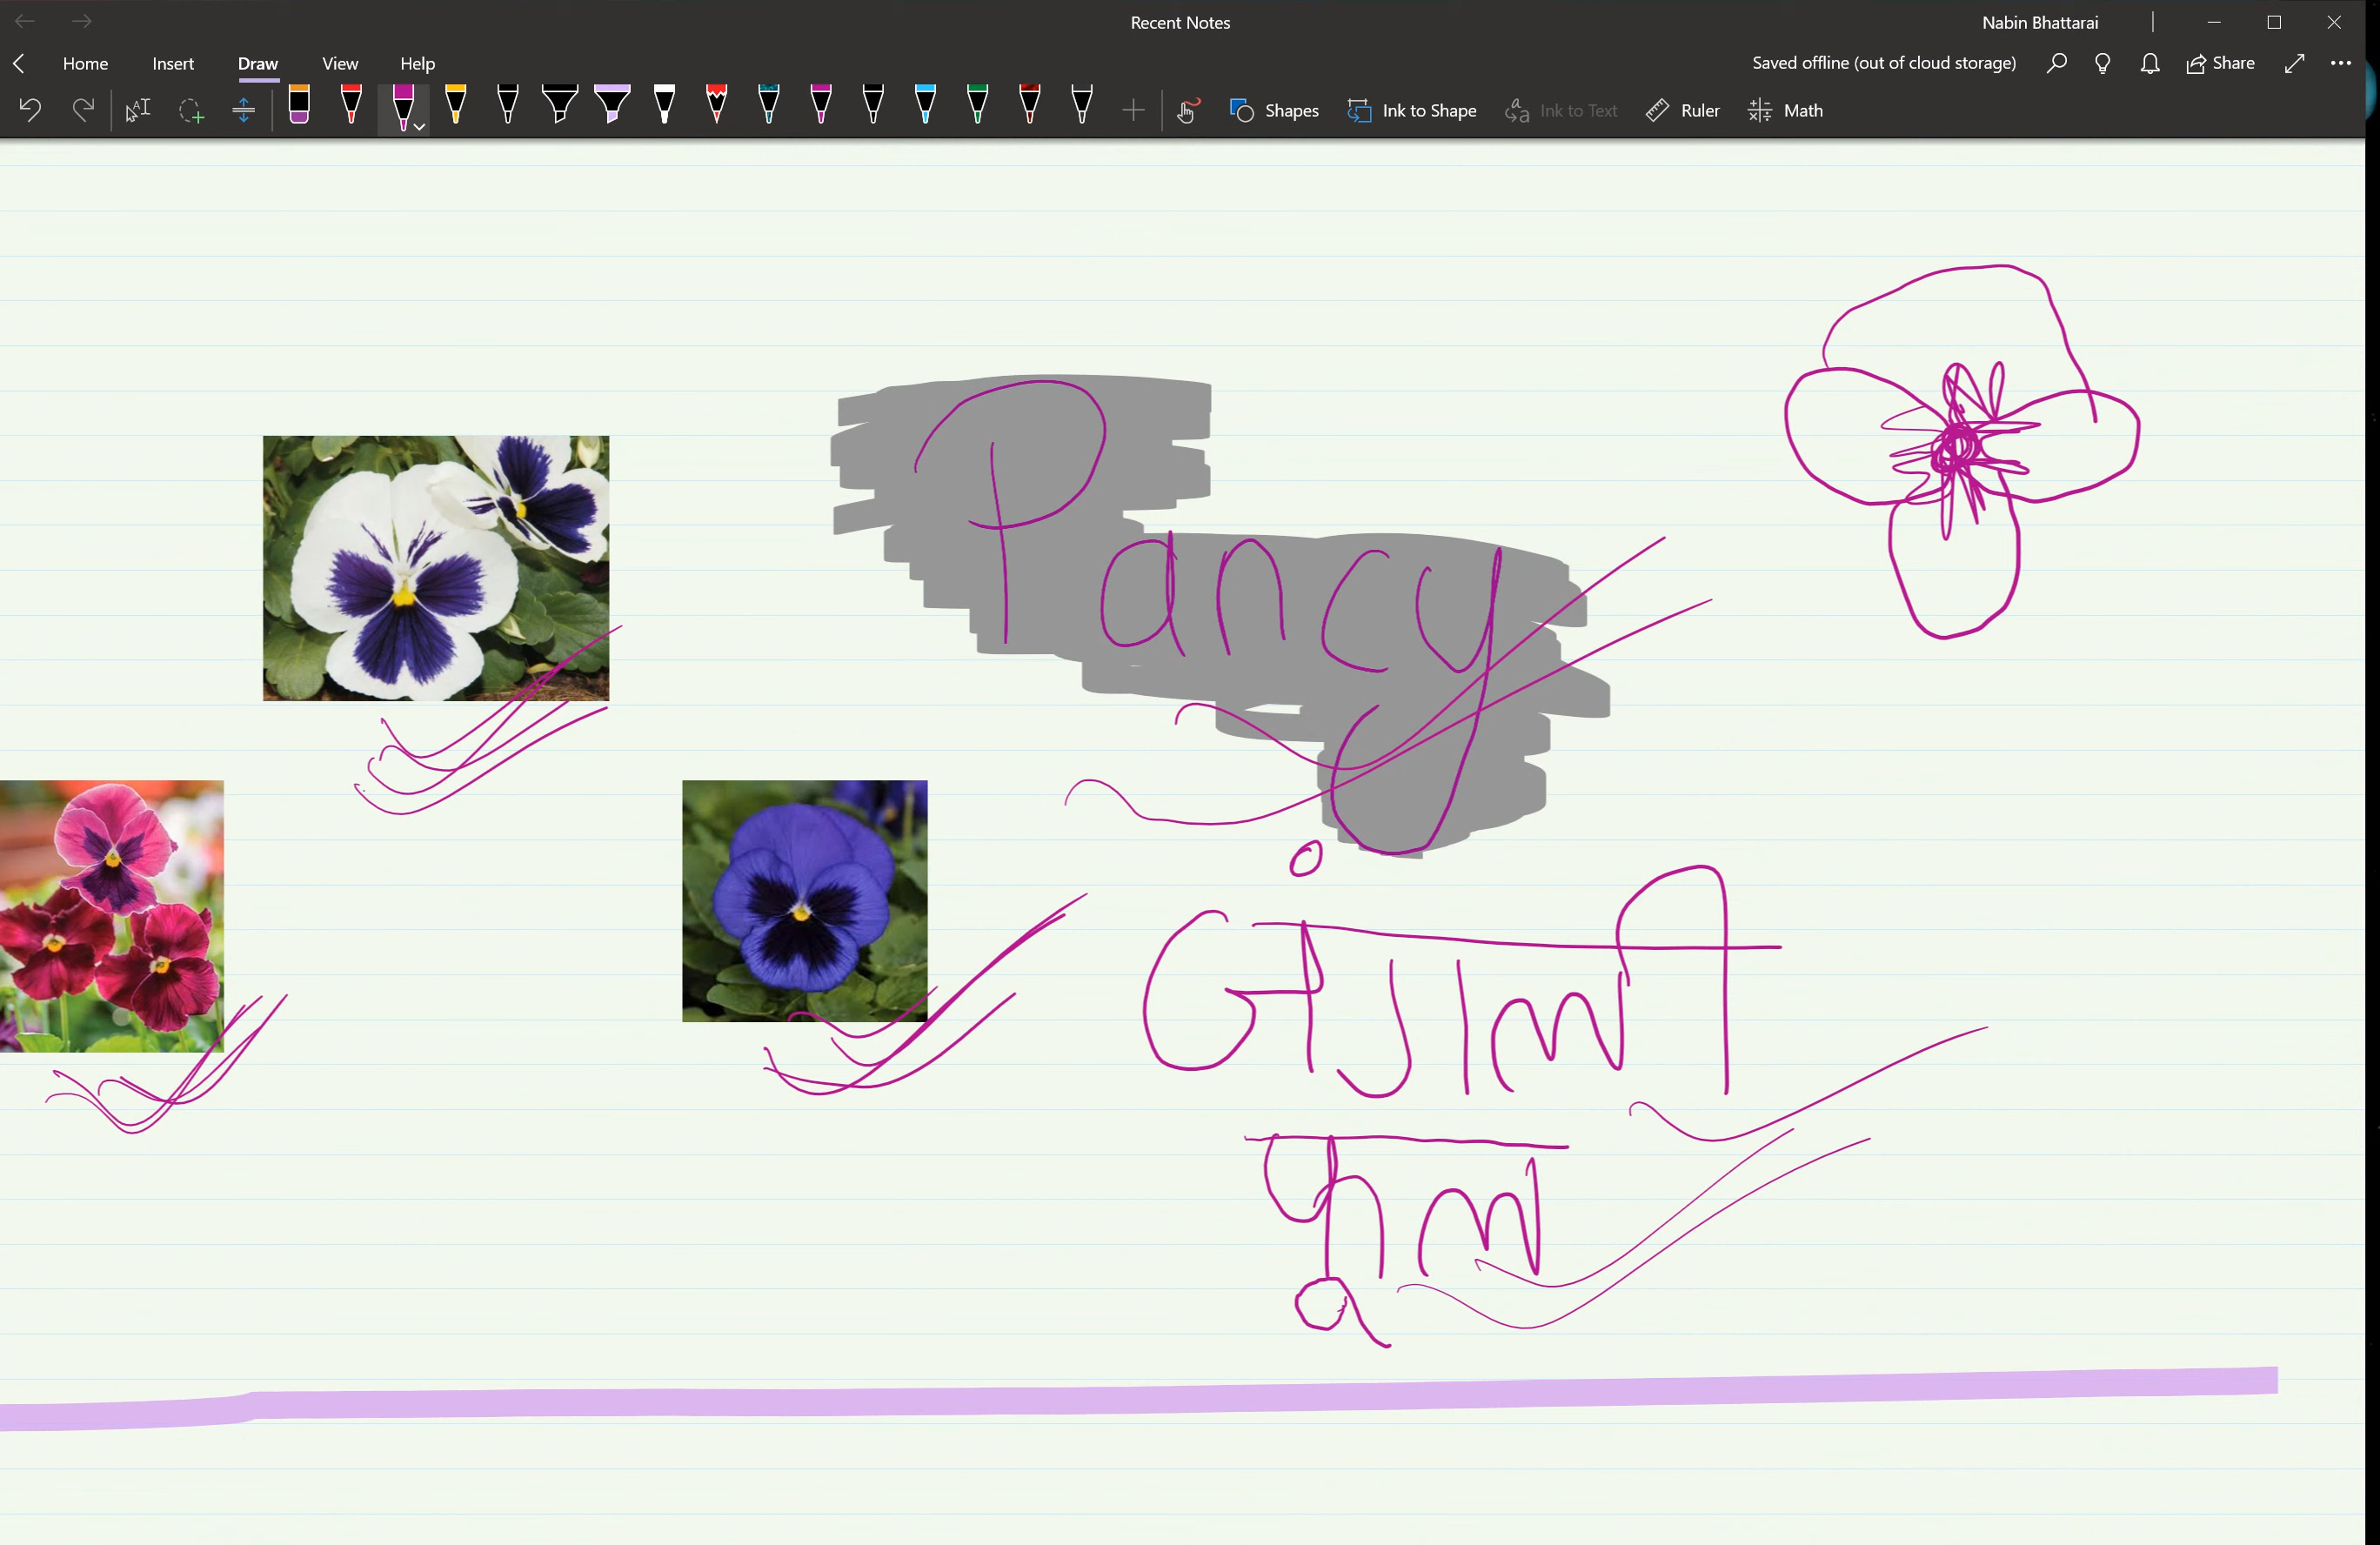 Recent Notes
Nabin Bhattarai
Home Insert Draw View Help
Saved offline (out of cloud storage)
Share
Shapes Ink to Shape Ink to Text Ruler Math
Pancy
जंगली
फूल